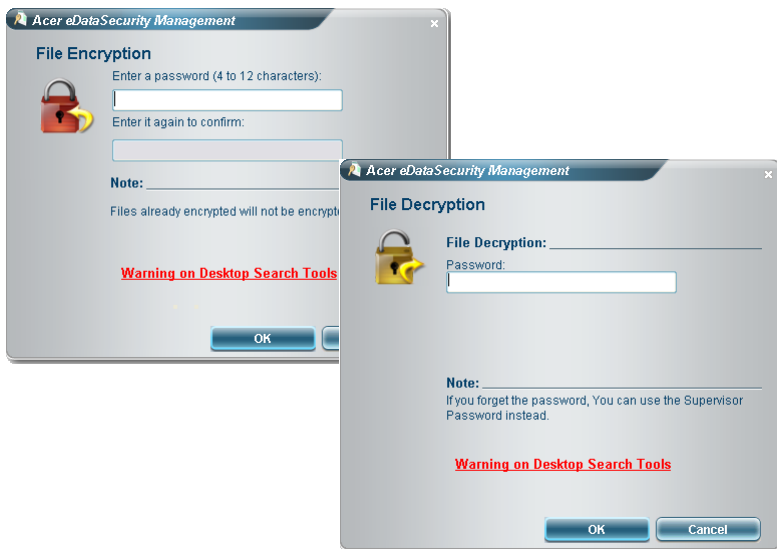 Acer eDataSecurity Management
File Encryption
Enter a password (4 to 12 characters):
Enter it again to confirm:
Note:
Files already encrypted will not be
Warning on Desktop Search Tools
OK
Acer eDataSecurity Management
File Decryption
File Decryption:
Password:
Note:
If you forget the password, You can use the Supervisor
Password instead.
Warning on Desktop Search Tools
OK
Cancel